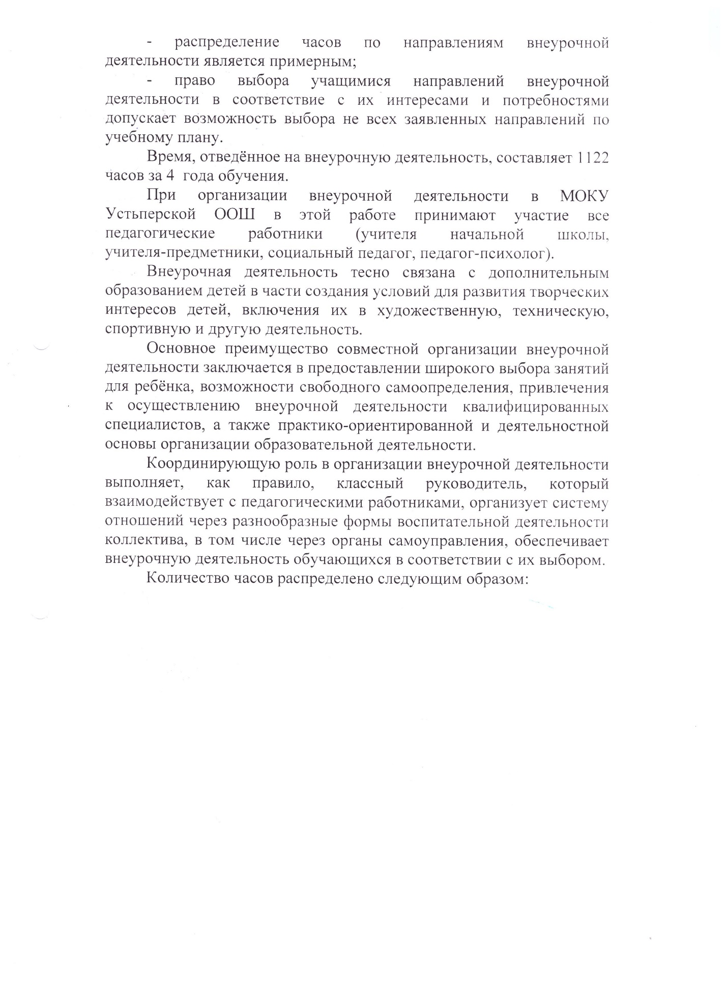 - распределение часов по направлениям внеурочной
деятельности является примерным;
- право выбора учащимися направлений внеурочной
деятельности в соответствие с их интересами и потребностями
допускает возможность выбора не всех заявленных направлений по
учебному плану.
Время, отведённое на внеурочную деятельность, составляет 1122
часов за 4 года обучения.
При организации внеурочной деятельности в МОКУ
Устьперской ООШ в этой работе принимают участие все
педагогические работники (учителя начальной школы,
учителя-предметники, социальный педагог, педагог-психолог).
Внеурочная деятельность тесно связана с дополнительным
образованием детей в части создания условий для развития творческих
интересов детей, включения их в художественную, техническую,
спортивную и другую деятельность.
Основное преимущество совместной организации внеурочной
деятельности заключается в предоставлении широкого выбора занятий
для ребёнка, возможности свободного самоопределения, привлечения
к осуществлению внеурочной деятельности квалифицированных
специалистов, а также практико-ориентированной и деятельностной
основы организации образовательной деятельности.
Координирующую роль в организации внеурочной деятельности
выполняет, как правило, классный руководитель, который
взаимодействует с педагогическими работниками, организует систему
отношений через разнообразные формы воспитательной деятельности
коллектива, в том числе через органы самоуправления, обеспечивает
внеурочную деятельность обучающихся в соответствии с их выбором.
Количество часов распределено следующим образом: